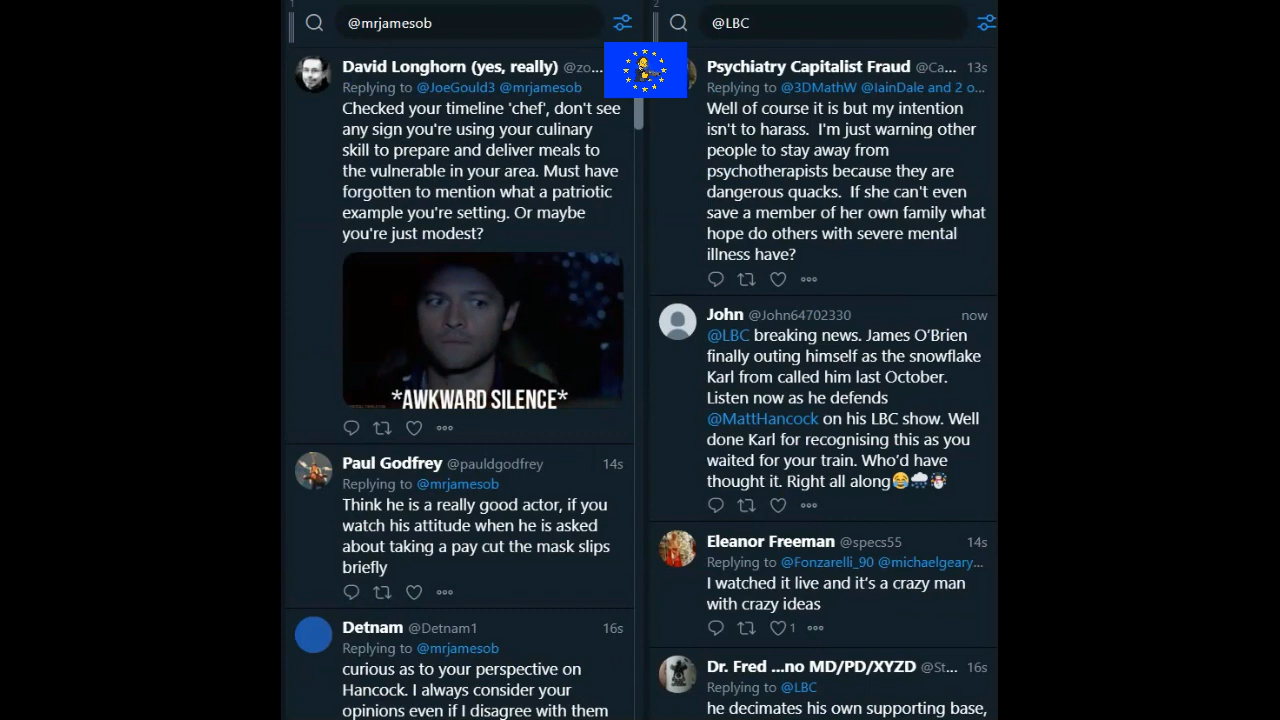 1
@mrjamesob
David Longhorn (yes, really) @zo...
Replying to @JoeGould3 @mrjamesob
Checked your timeline 'chef', don't see
any sign you're using your culinary
skill to prepare and deliver meals to
the vulnerable in your area. Must have
forgotten to mention what a patriotic
example you're setting. Or maybe
you're just modest?
*AWKWARD SILENCE*
Paul Godfrey @pauldgodfrey 14s
Replying to @mrjamesob
Think he is a really good actor, if you
watch his attitude when he is asked
about taking a pay cut the mask slips
briefly
Detnam @Detnam1 16s
Replying to @mrjamesob
curious as to your perspective on
Hancock. I always consider your
opinions even if I disagree with them
2
@LBC
Psychiatry Capitalist Fraud @Ca... 13s
Replying to @3DMathW @IainDale and 2 o...
Well of course it is but my intention
isn't to harass. I'm just warning other
people to stay away from
psychotherapists because they are
dangerous quacks. If she can't even
save a member of her own family what
hope do others with severe mental
illness have?
John @John64702330 now
@LBC breaking news. James O’Brien
finally outing himself as the snowflake
Karl from called him last October.
Listen now as he defends
@MattHancock on his LBC show. Well
done Karl for recognising this as you
waited for your train. Who’d have
thought it. Right all along😂🌨☃
Eleanor Freeman @specs55 14s
Replying to @Fonzarelli_90 @michaelgeary...
I watched it live and it’s a crazy man
with crazy ideas
1
Dr. Fred ...no MD/PD/XYZD @St... 16s
Replying to @LBC
he decimates his own supporting base,